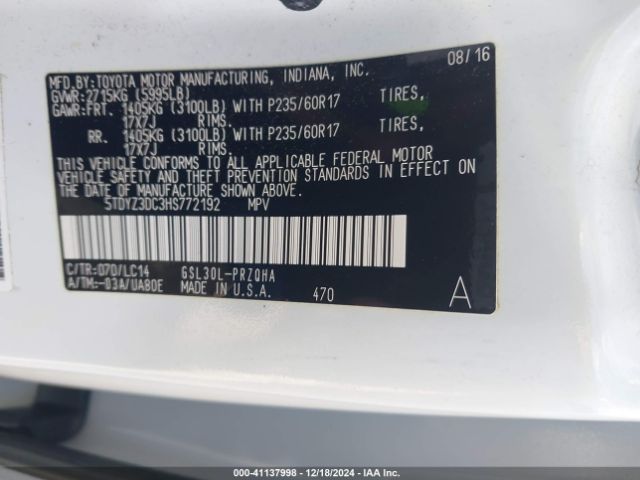 MFD.BY:TOYOTA MOTOR MANUFACTURING, INDIANA, INC. 08/16
GVWR:2715KG (5995LB)
GAWR:FRT. 1405KG (3100LB) WITH P235/60R17 TIRES,
17X7J RIMS.
RR. 1405KG (3100LB) WITH P235/60R17 TIRES,
17X7J RIMS.
THIS VEHICLE CONFORMS TO ALL APPLICABLE FEDERAL MOTOR
VEHICLE SAFETY AND THEFT PREVENTION STANDARDS IN EFFECT ON
THE DATE OF MANUFACTURE SHOWN ABOVE.
5TDYZ3DC3HS772192 MPV
C/TR:070/LC14 GSL30L-PRZQHA
A/TM:-03A/UA80E MADE IN U.S.A. 470 A
000-41137998 | 12/18/2024 | IAA Inc.